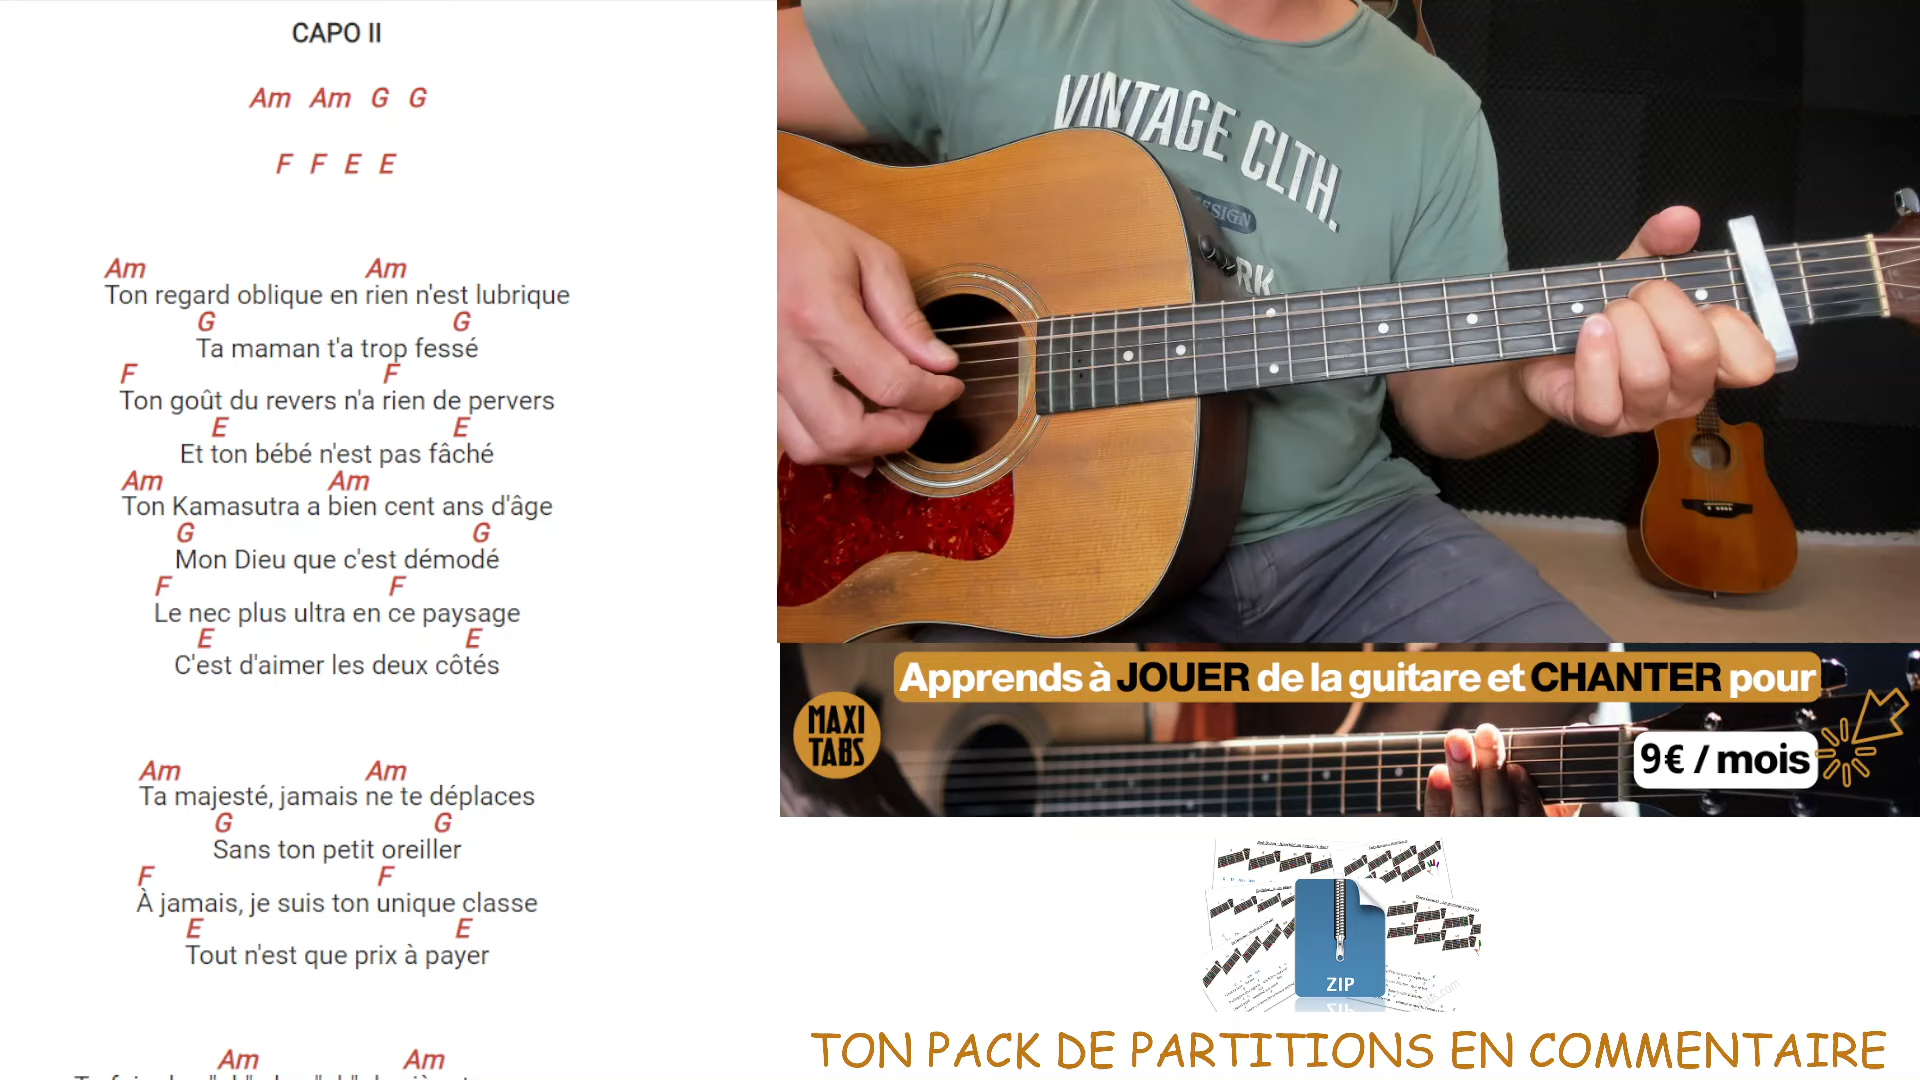 CAPO II
Am Am G G
F F E E
Am Am
Ton regard oblique en rien n'est lubrique
G G
Ta maman t'a trop fessé
F F
Ton goût du revers n'a rien de pervers
E E
Et ton bébé n'est pas fâché
Am Am
Ton Kamasutra a bien cent ans d'âge
G G
Mon Dieu que c'est démodé
F F
Le nec plus ultra en ce paysage
E E
C'est d'aimer les deux côtés
Am Am
Ta majesté, jamais ne te déplaces
G G
Sans ton petit oreiller
F F
À jamais, je suis ton unique classe
E E
Tout n'est que prix à payer
Am Am
VINTAGE CLTH.
Apprends à JOUER de la guitare et CHANTER pour
MAXI
TABS
9€ / mois
ZIP
TON PACK DE PARTITIONS EN COMMENTAIRE